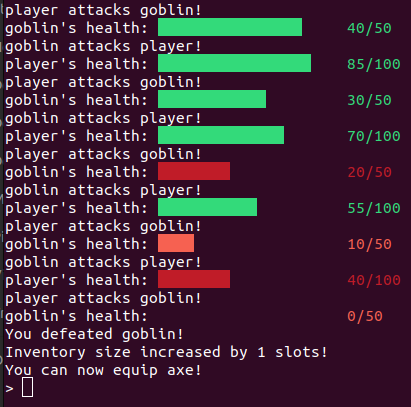 player attacks goblin!
goblin's health: 40/50
goblin attacks player!
player's health: 85/100
player attacks goblin!
goblin's health: 30/50
goblin attacks player!
player's health: 70/100
player attacks goblin!
goblin's health: 20/50
goblin attacks player!
player's health: 55/100
player attacks goblin!
goblin's health: 10/50
goblin attacks player!
player's health: 40/100
player attacks goblin!
goblin's health: 0/50
You defeated goblin!
Inventory size increased by 1 slots!
You can now equip axe!
>